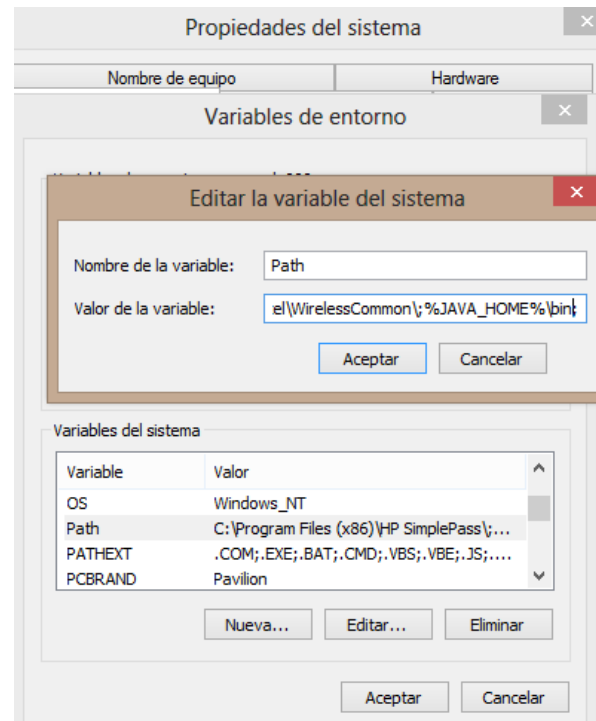 Propiedades del sistema
Nombre de equipo Hardware
Variables de entorno
Editar la variable del sistema
Nombre de la variable: Path
Valor de la variable: el\WirelessCommon\;%JAVA_HOME%\bin;
Aceptar Cancelar
Variables del sistema
Variable Valor
OS Windows_NT
Path C:\Program Files (x86)\HP SimplePass\;...
PATHEXT .COM;.EXE;.BAT;.CMD;.VBS;.VBE;.JS;....
PCBRAND Pavilion
Nueva... Editar... Eliminar
Aceptar Cancelar